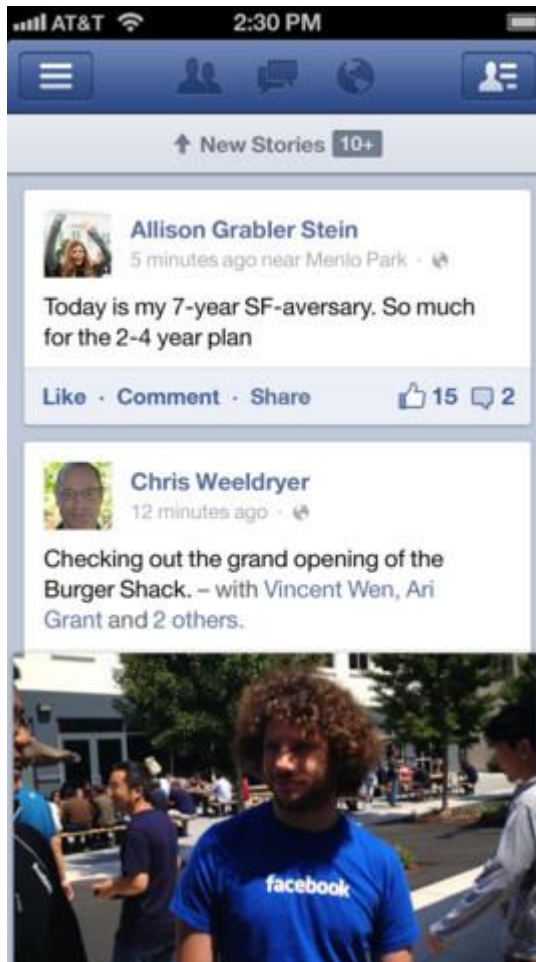 AT&T 2:30 PM
New Stories 10+
Allison Grabler Stein
5 minutes ago near Menlo Park ·
Today is my 7-year SF-aversary. So much
for the 2-4 year plan
Like · Comment · Share 15 2
Chris Weeldryer
12 minutes ago ·
Checking out the grand opening of the
Burger Shack. – with Vincent Wen, Ari
Grant and 2 others.
facebook